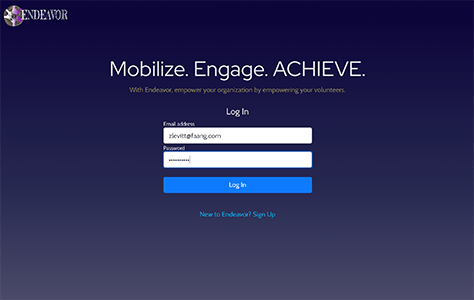 ENDEAVOR
Mobilize. Engage. ACHIEVE.
With Endeavor, empower your organization by empowering your volunteers.
Log In
Email address
zlevitt@faang.com
Password
••••••••••
Log In
New to Endeavor? Sign Up